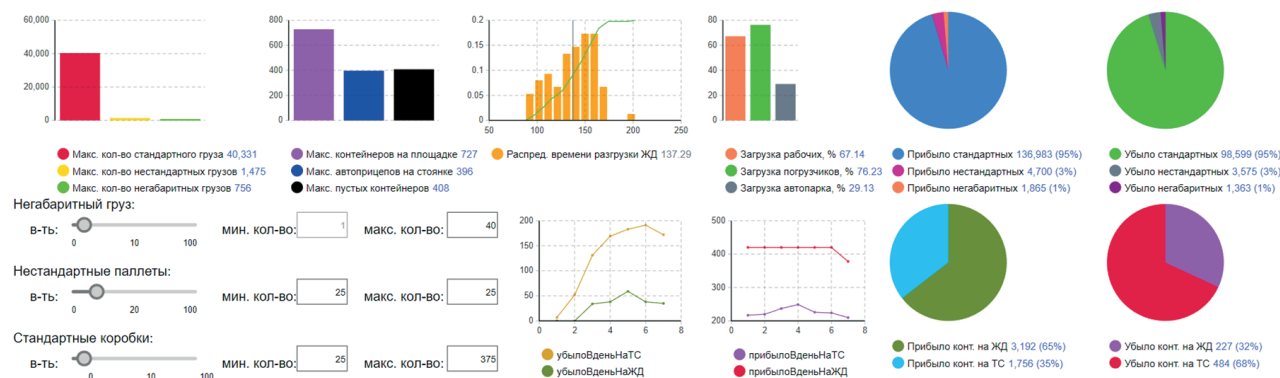 60,000
40,000
20,000
0
800
600
400
200
0
0.2
0.1
0
50 100 150 200 250
80
60
40
20
0
Макс. кол-во стандартного груза 40,331
Макс. кол-во нестандартных грузов 1,475
Макс. кол-во негабаритных грузов 756
Макс. контейнеров на площадке 727
Макс. автоприцепов на стоянке 396
Макс. пустых контейнеров 408
Распред. времени разгрузки ЖД 137.29
Загрузка рабочих, % 67.14
Загрузка погрузчиков, % 76.23
Загрузка автопарка, % 29.13
Прибыло стандартных 136,983 (95%)
Прибыло нестандартных 4,700 (3%)
Прибыло негабаритных 1,865 (1%)
Убыло стандартных 98,599 (95%)
Убыло нестандартных 3,575 (3%)
Убыло негабаритных 1,363 (1%)
Негабаритный груз:
в-ть:
0 10 100
мин. кол-во: 1
макс. кол-во: 40
Нестандартные паллеты:
в-ть:
0 20 100
мин. кол-во: 25
макс. кол-во: 25
Стандартные коробки:
в-ть:
0 10 100
мин. кол-во: 25
макс. кол-во: 375
200
150
100
50
0
0 2 4 6 8
убылоВденьНаТС
убылоВденьНаЖД
500
400
300
200
0 2 4 6 8
прибылоВденьНаТС
прибылоВденьНаЖД
Прибыло конт. на ЖД 3,192 (65%)
Прибыло конт. на ТС 1,756 (35%)
Убыло конт. на ЖД 227 (32%)
Убыло конт. на ТС 484 (68%)